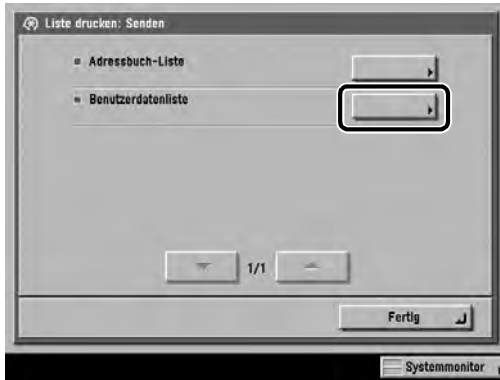 Liste drucken: Senden
Adressbuch-Liste
Benutzerdatenliste
1/1
Fertig
Systemmonitor